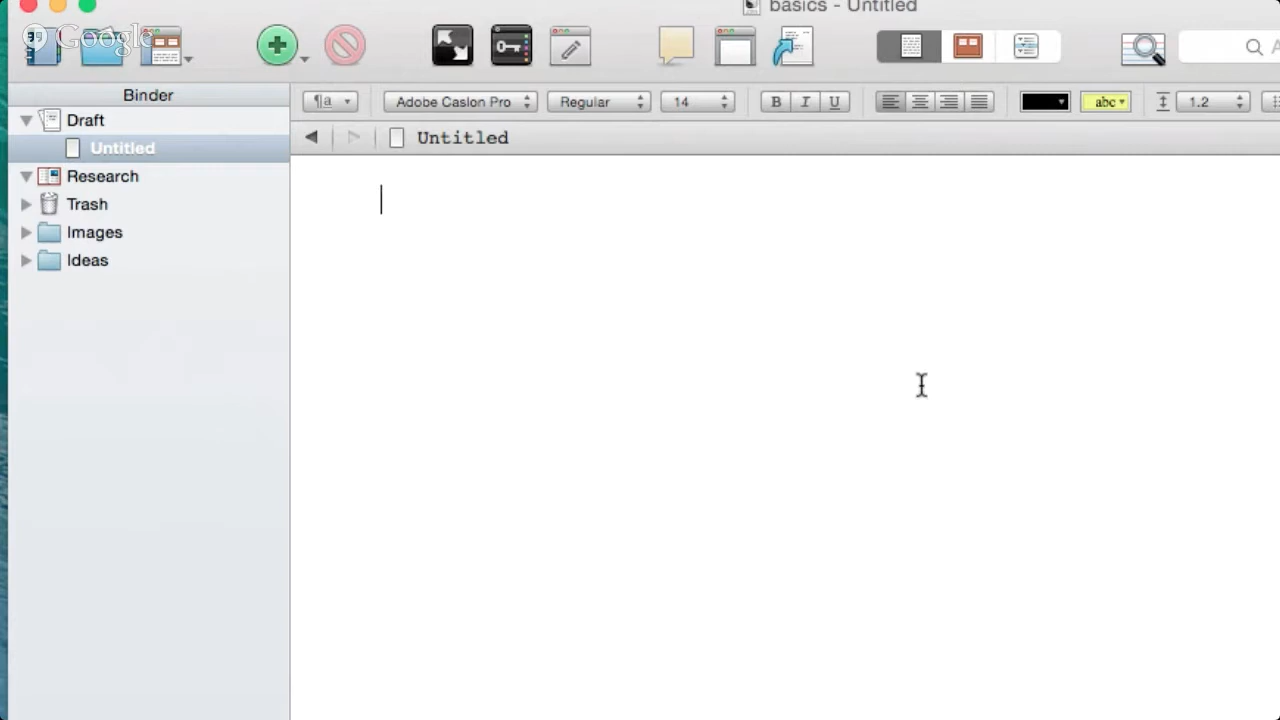 basics - Untitled
Google
A
Binder
Adobe Caslon Pro
Regular
14
B I U
abc
1.2
Draft
Untitled
Untitled
Research
Trash
Images
Ideas